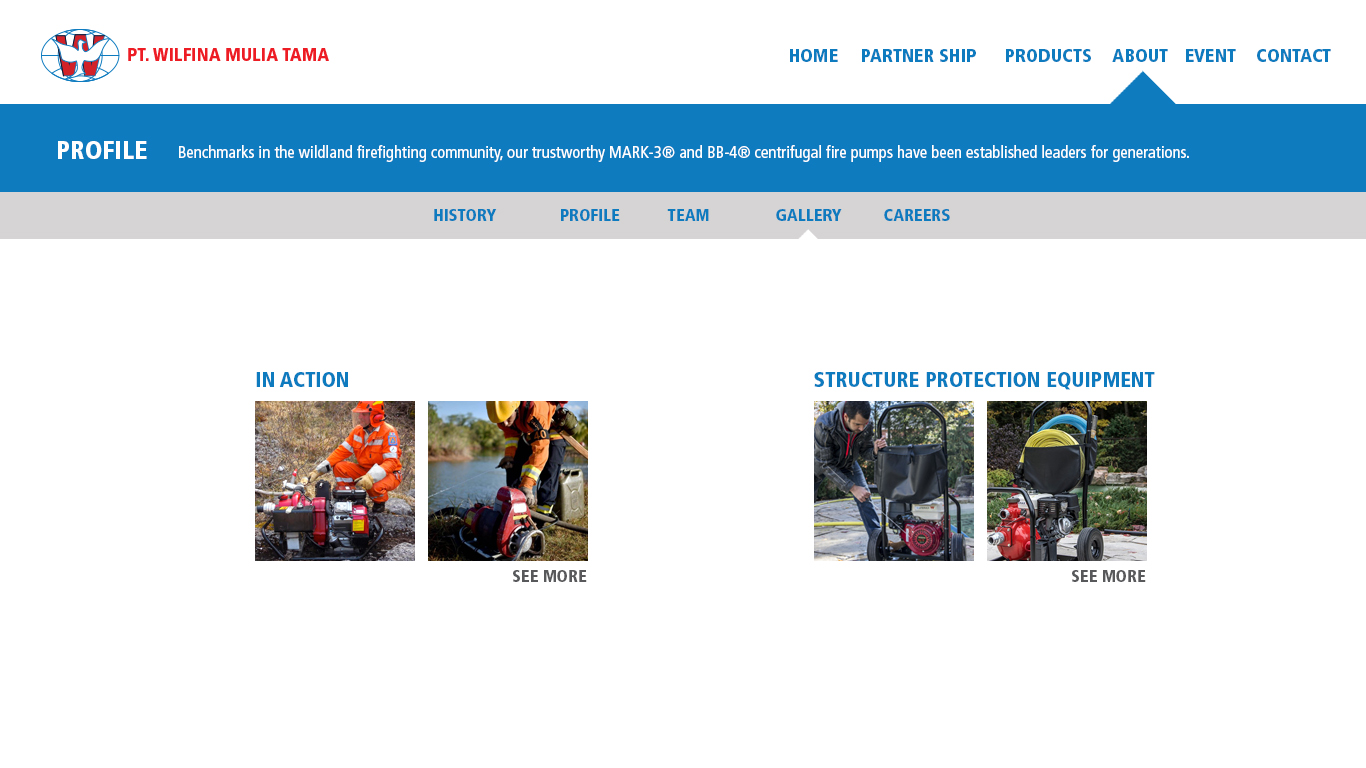 PT. WILFINA MULIA TAMA
HOME PARTNER SHIP PRODUCTS ABOUT EVENT CONTACT
PROFILE Benchmarks in the wildland firefighting community, our trustworthy MARK-3® and BB-4® centrifugal fire pumps have been established leaders for generations.
HISTORY PROFILE TEAM GALLERY CAREERS
IN ACTION
SEE MORE
STRUCTURE PROTECTION EQUIPMENT
SEE MORE